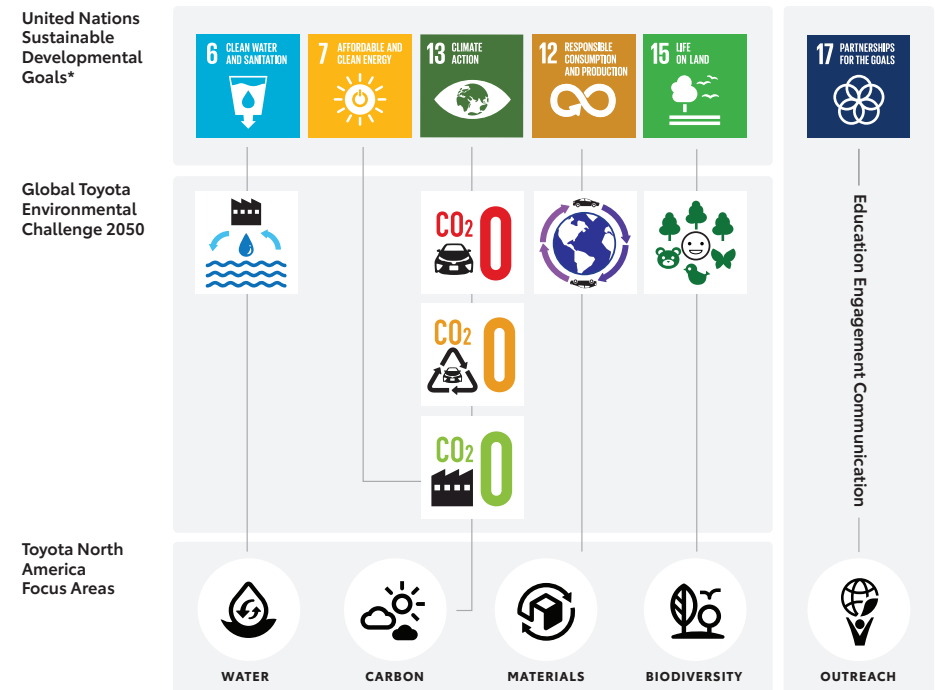 United Nations
Sustainable
Developmental
Goals*
6 CLEAN WATER
AND SANITATION
7 AFFORDABLE AND
CLEAN ENERGY
13 CLIMATE
ACTION
12 RESPONSIBLE
CONSUMPTION
AND PRODUCTION
15 LIFE
ON LAND
17 PARTNERSHIPS
FOR THE GOALS
Global Toyota
Environmental
Challenge 2050
CO2 0
CO2 0
CO2 0
Education Engagement Communication
Toyota North
America
Focus Areas
WATER
CARBON
MATERIALS
BIODIVERSITY
OUTREACH